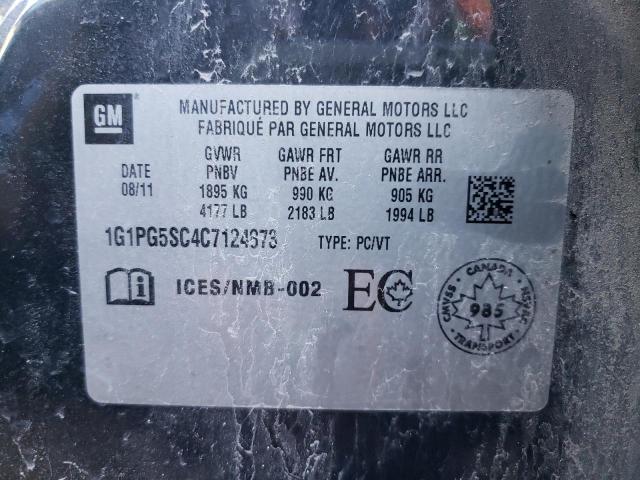 GM
MANUFACTURED BY GENERAL MOTORS LLC
FABRIQUÉ PAR GENERAL MOTORS LLC
GVWR GAWR FRT GAWR RR
DATE PNBV PNBE AV. PNBE ARR.
08/11 1895 KG 990 KG 905 KG
4177 LB 2183 LB 1994 LB
1G1PG5SC4C7124873 TYPE: PC/VT
i ICES/NMB-002 EC
CANADA
CMVSS NSVAC
985
TRANSPORT